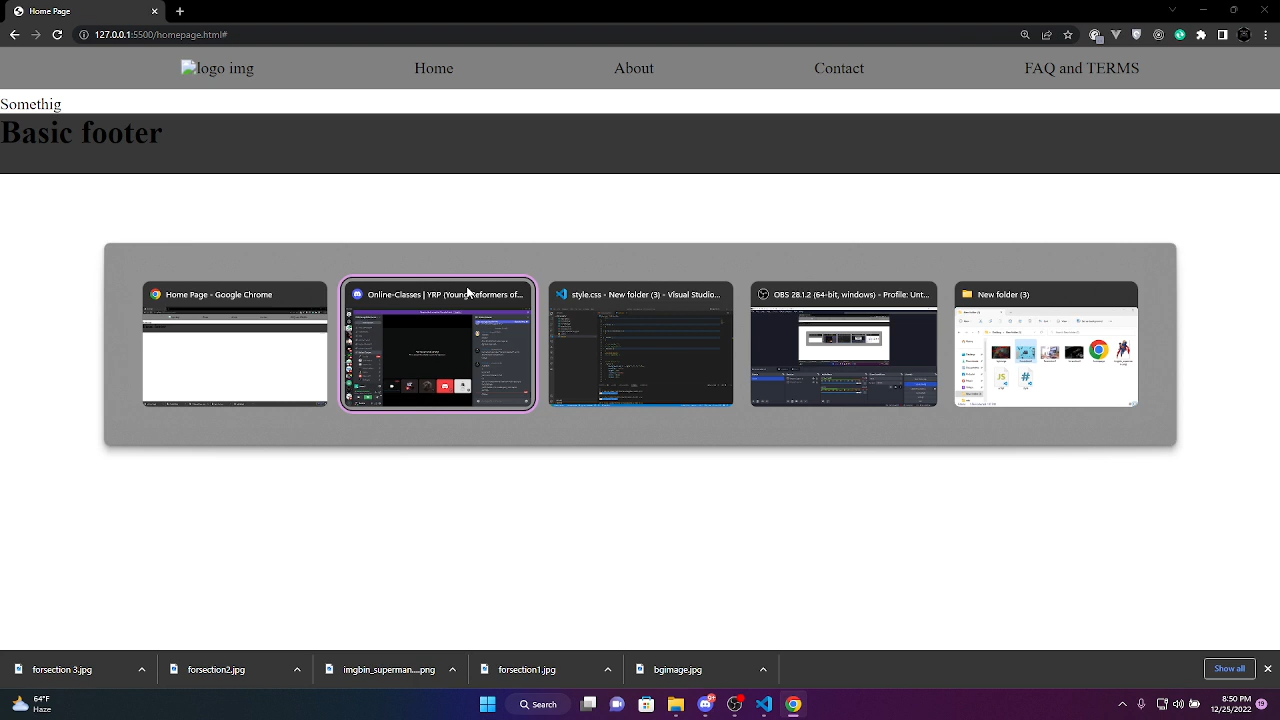 Home Page
127.0.0.1:5500/homepage.html#
logo img
Home
About
Contact
FAQ and TERMS
Somethig
Basic footer
Home Page - Google Chrome
Online-Classes | YRP (Young Reformers of...
style.css - New folder (3) - Visual Studio...
OBS 28.1.2 (64-bit, windows) - Profile: Unt...
New folder (3)
forsection 3.jpg
forsection2.jpg
imgbin_superman....png
forsection1.jpg
bgimage.jpg
Show all
64°F
Haze
Search
8:50 PM
12/25/2022